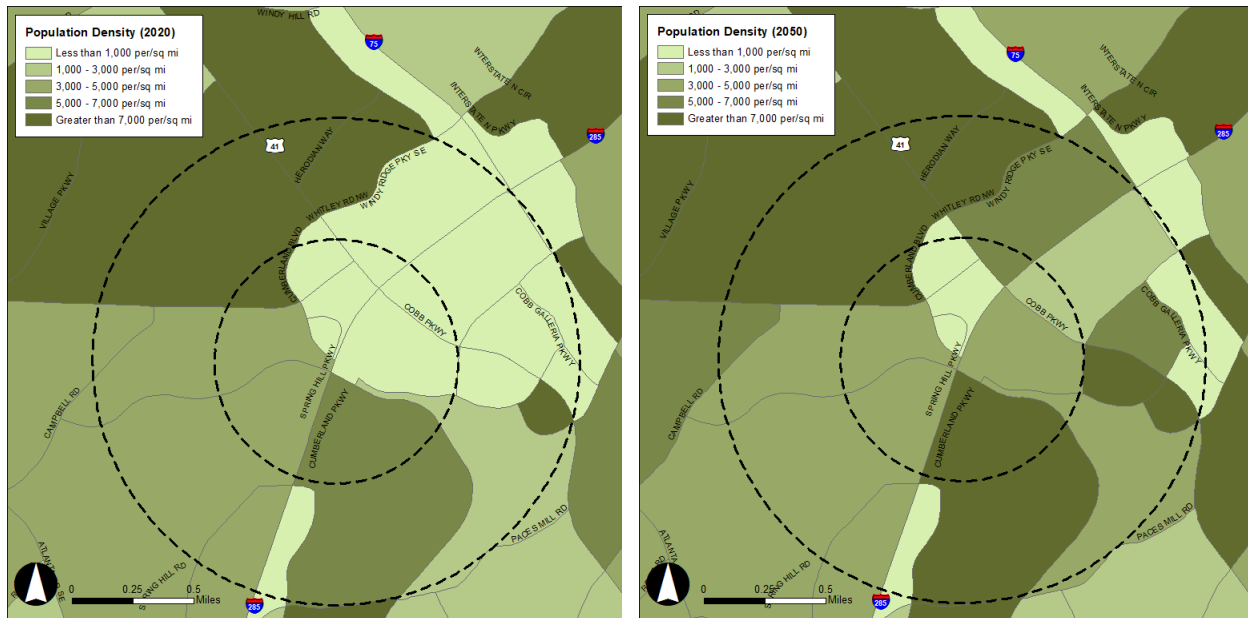 Population Density (2020)
Less than 1,000 per/sq mi
1,000 - 3,000 per/sq mi
3,000 - 5,000 per/sq mi
5,000 - 7,000 per/sq mi
Greater than 7,000 per/sq mi
WINDY HILL RD
75
INTERSTATE N CIR
INTERSTATE N PKWY
285
41
HERODIAN WAY
VILLAGE PKWY
WHITLEY RD NW
WINDY RIDGE PKY SE
CUMBERLAND BLVD
COBB PKWY
COBB GALLERIA PKWY
SPRING HILL PKWY
CUMBERLAND PKWY
CAMPBELL RD
PACES MILL RD
SPRING HILL RD
285
0 0.25 0.5
Miles
Population Density (2050)
Less than 1,000 per/sq mi
1,000 - 3,000 per/sq mi
3,000 - 5,000 per/sq mi
5,000 - 7,000 per/sq mi
Greater than 7,000 per/sq mi
75
INTERSTATE N CIR
INTERSTATE N PKWY
285
41
HERODIAN WAY
VILLAGE PKWY
WHITLEY RD NW
WINDY RIDGE PKY SE
CUMBERLAND BLVD
COBB PKWY
COBB GALLERIA PKWY
SPRING HILL PKWY
CUMBERLAND PKWY
CAMPBELL RD
PACES MILL RD
SPRING HILL RD
285
0 0.25 0.5
Miles